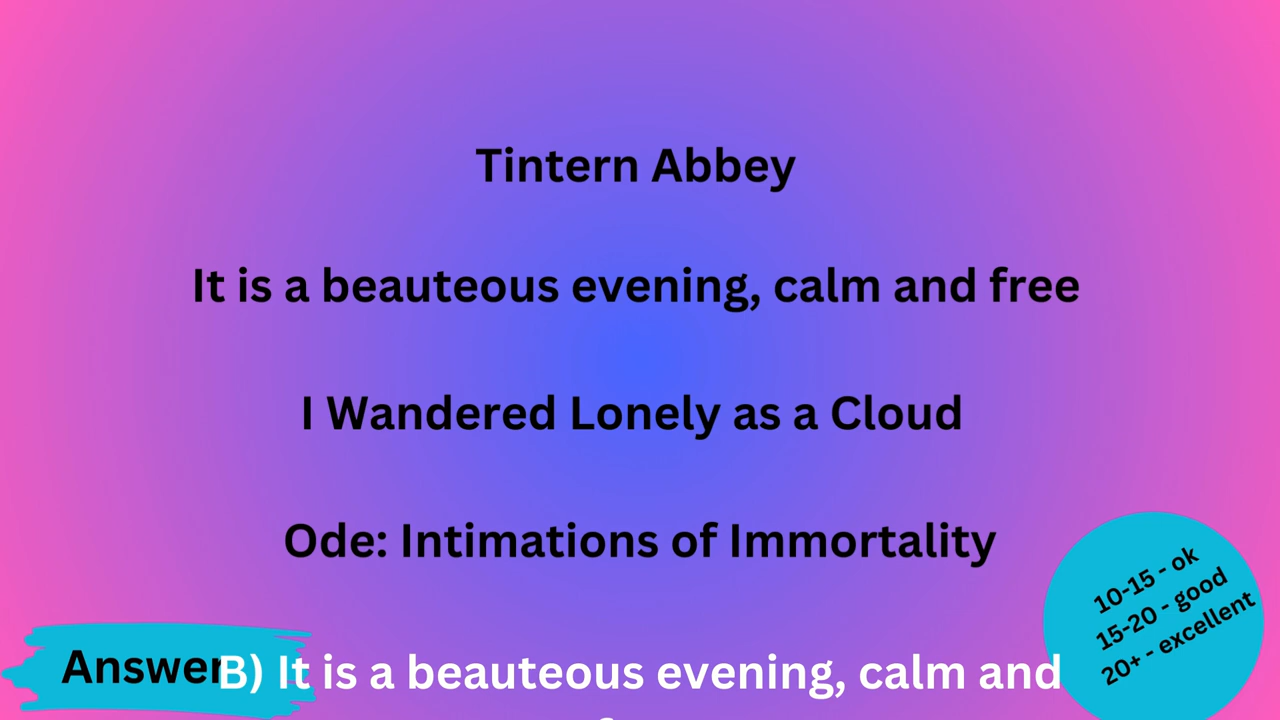 Tintern Abbey
It is a beauteous evening, calm and free
I Wandered Lonely as a Cloud
Ode: Intimations of Immortality
10-15 - ok
15-20 - good
20+ - excellent
Answer
B) It is a beauteous evening, calm and